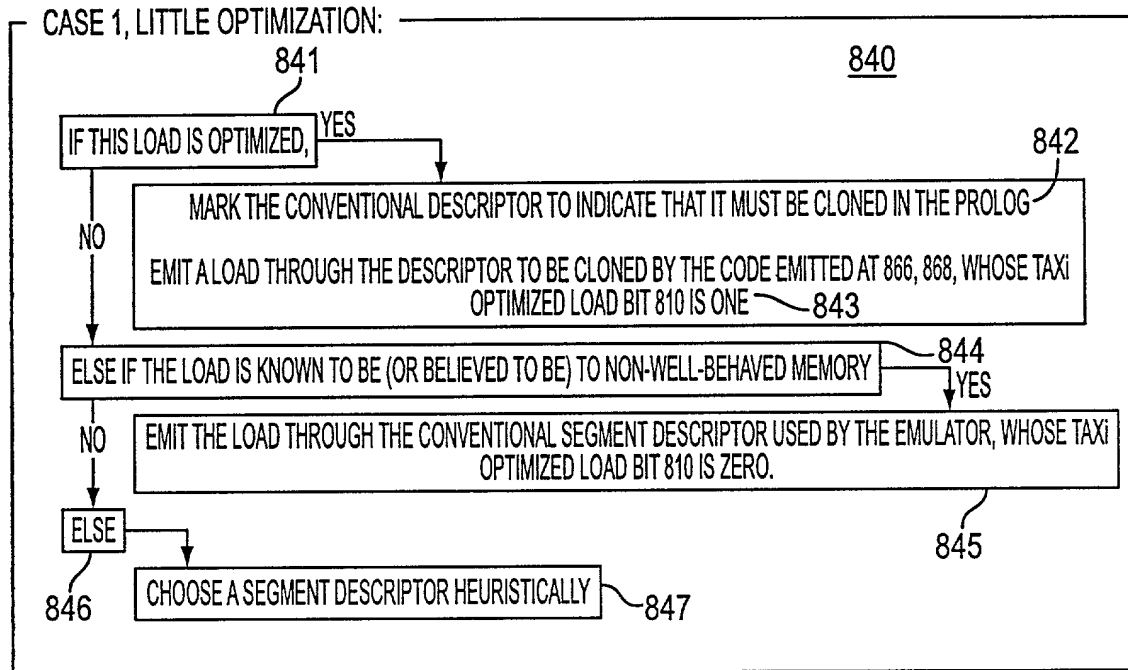 CASE 1, LITTLE OPTIMIZATION:
840
841
IF THIS LOAD IS OPTIMIZED,
YES
842
MARK THE CONVENTIONAL DESCRIPTOR TO INDICATE THAT IT MUST BE CLONED IN THE PROLOG
NO
EMIT A LOAD THROUGH THE DESCRIPTOR TO BE CLONED BY THE CODE EMITTED AT 866, 868, WHOSE TAXi
OPTIMIZED LOAD BIT 810 IS ONE
843
ELSE IF THE LOAD IS KNOWN TO BE (OR BELIEVED TO BE) TO NON-WELL-BEHAVED MEMORY
844
YES
NO
EMIT THE LOAD THROUGH THE CONVENTIONAL SEGMENT DESCRIPTOR USED BY THE EMULATOR, WHOSE TAXi
OPTIMIZED LOAD BIT 810 IS ZERO.
845
ELSE
846
CHOOSE A SEGMENT DESCRIPTOR HEURISTICALLY
847